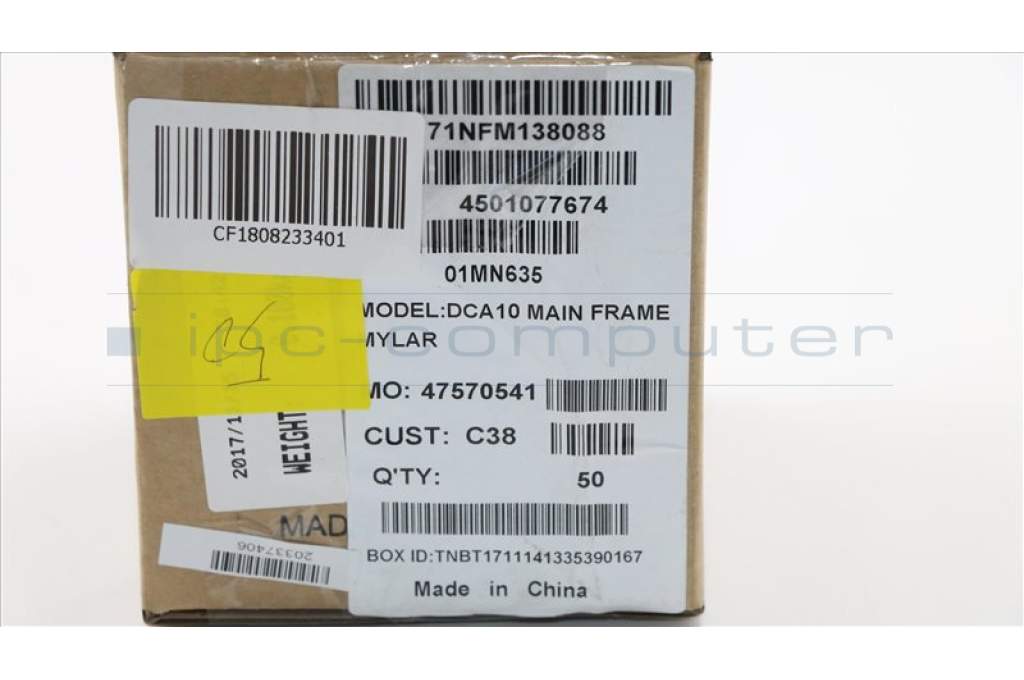 71NFM138088
4501077674
CF1808233401
01MN635
MODEL:DCA10 MAIN FRAME
MYLAR
ipc-computer
MO: 47570541
CUST: C38
Q'TY: 50
2017/1
WEIGHT
MAD
20337406
BOX ID:TNBT1711141335390167
Made in China